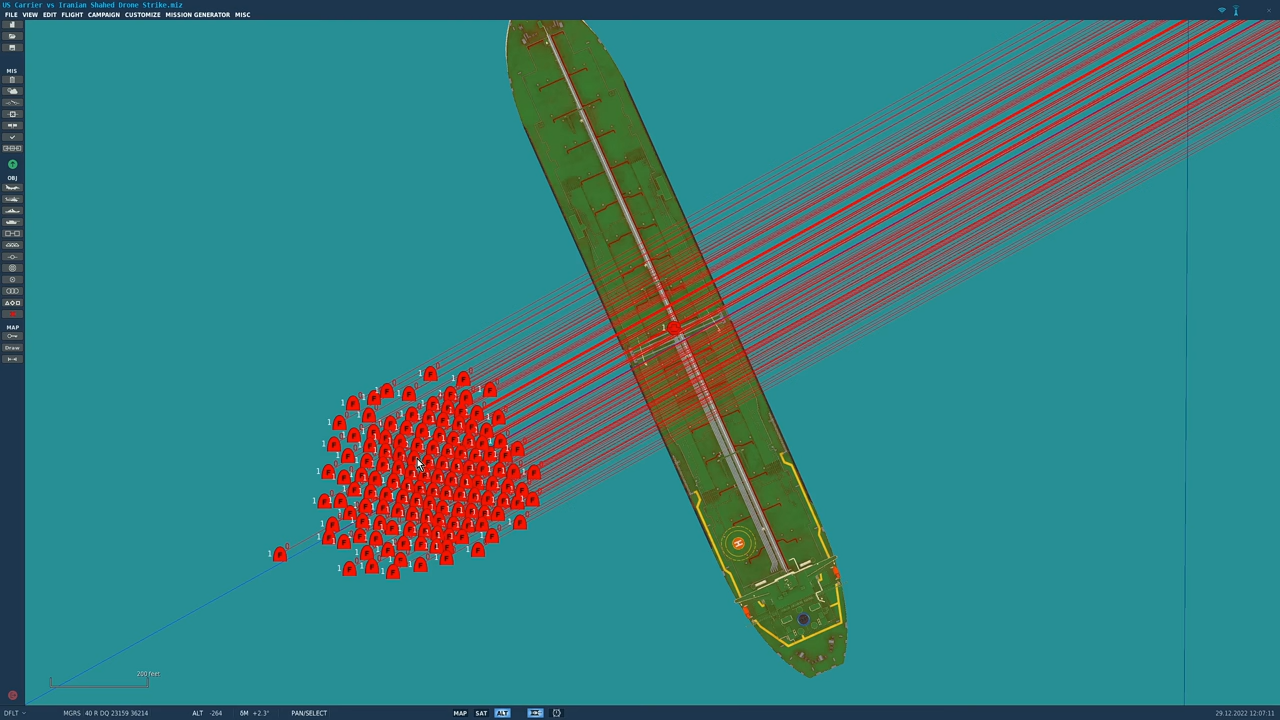 US Carrier vs Iranian Shahed Drone Strike.miz
FILE VIEW EDIT FLIGHT CAMPAIGN CUSTOMIZE MISSION GENERATOR MISC
MIS
OBJ
MAP
Draw
1
F
200 feet
DFLT
MGRS 40 R DQ 23159 36214
ALT -264
δM +2.3°
PAN/SELECT
MAP
SAT
ALT
29.12.2022 12:07:11